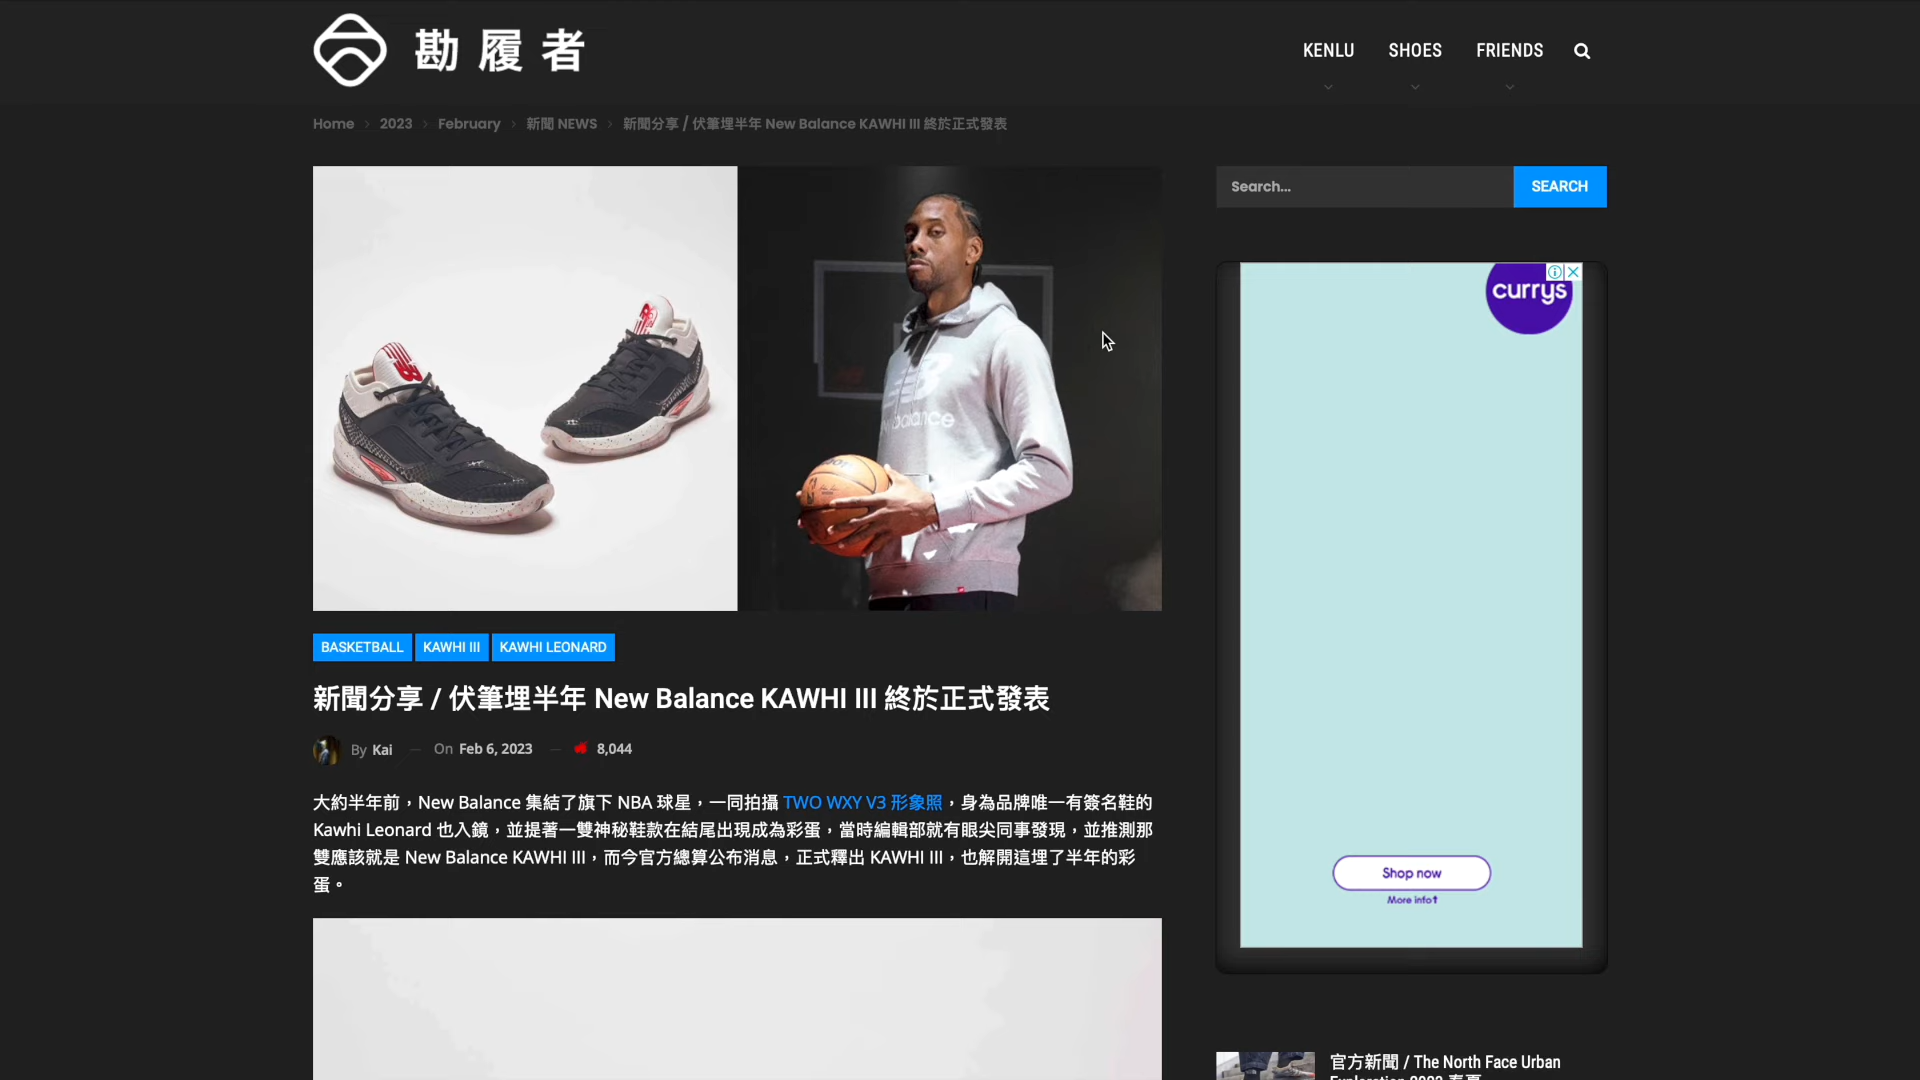 勘履者
KENLU
SHOES
FRIENDS
Home > 2023 > February > 新聞 NEWS > 新聞分享 / 伏筆埋半年 New Balance KAWHI III 終於正式發表
Search...
SEARCH
currys
balance
BASKETBALL
KAWHI III
KAWHI LEONARD
新聞分享 / 伏筆埋半年 New Balance KAWHI III 終於正式發表
By Kai — On Feb 6, 2023 — 8,044
大約半年前，New Balance 集結了旗下 NBA 球星，一同拍攝 TWO WXY V3 形象照，身為品牌唯一有簽名鞋的
Kawhi Leonard 也入鏡，並提著一雙神秘鞋款在結尾出現成為彩蛋，當時編輯部就有眼尖同事發現，並推測那
雙應該就是 New Balance KAWHI III，而今官方總算公布消息，正式釋出 KAWHI III，也解開這埋了半年的彩
蛋。
Shop now
More info
官方新聞 / The North Face Urban
Exploration 2023 春夏